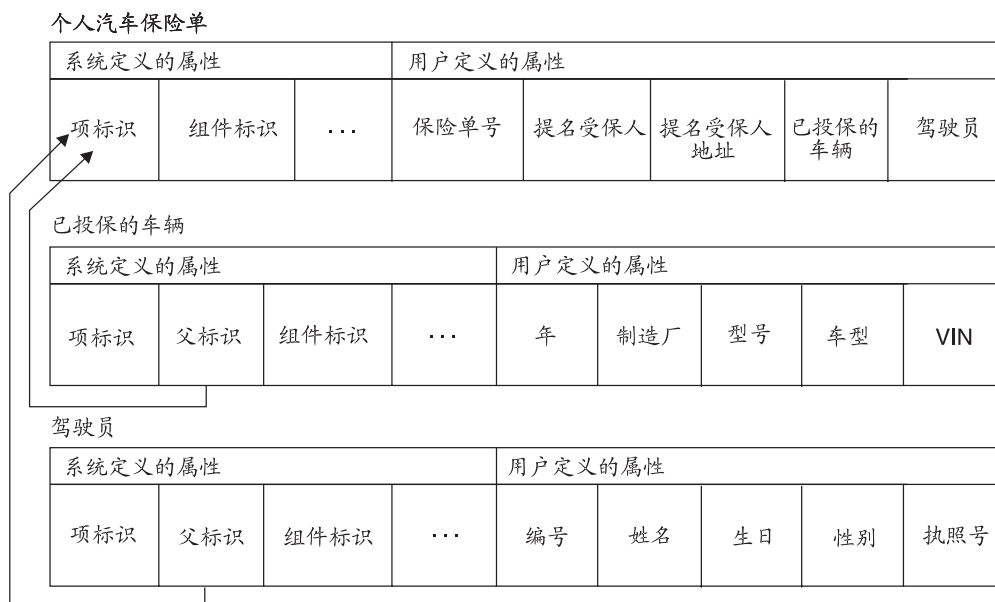 个人汽车保险单
系统定义的属性 用户定义的属性
项标识 组件标识 ... 保险单号 提名受保人 提名受保人地址 已投保的车辆 驾驶员
已投保的车辆
系统定义的属性 用户定义的属性
项标识 父标识 组件标识 ... 年 制造厂 型号 车型 VIN
驾驶员
系统定义的属性 用户定义的属性
项标识 父标识 组件标识 ... 编号 姓名 生日 性别 执照号